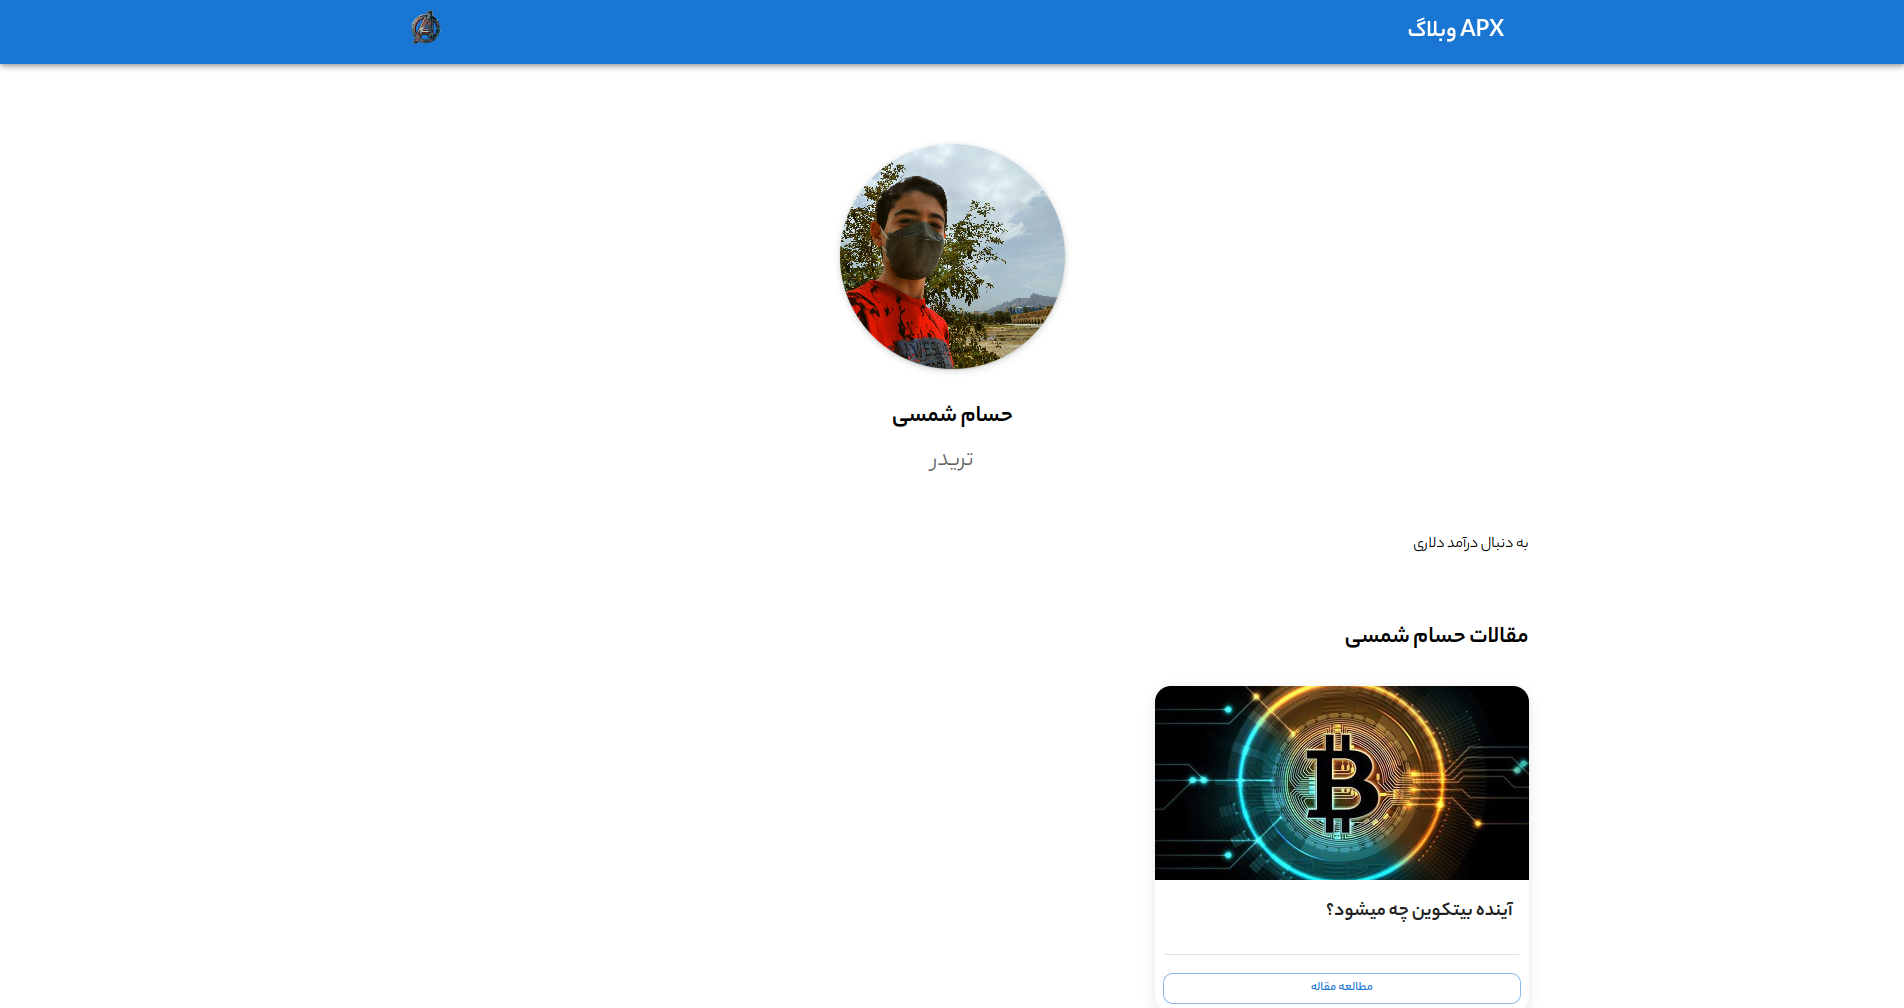 وبلاگ APX
حسام شمسی
تریدر
به دنبال درآمد دلاری
مقالات حسام شمسی
آینده بیتکوین چه میشود؟
مطالعه مقاله